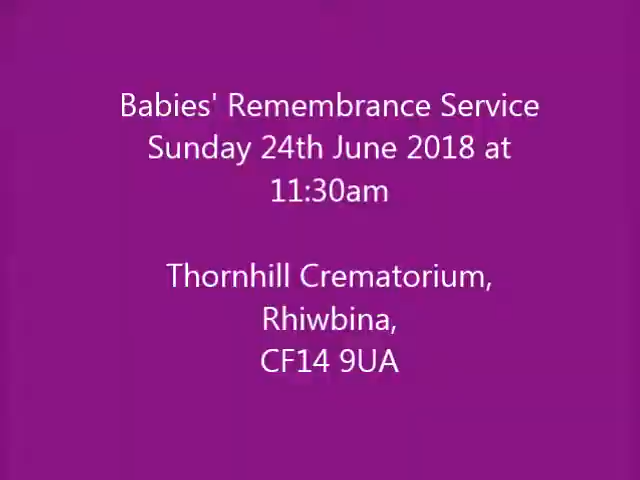 Babies' Remembrance Service
Sunday 24th June 2018 at
11:30am
Thornhill Crematorium,
Rhiwbina,
CF14 9UA